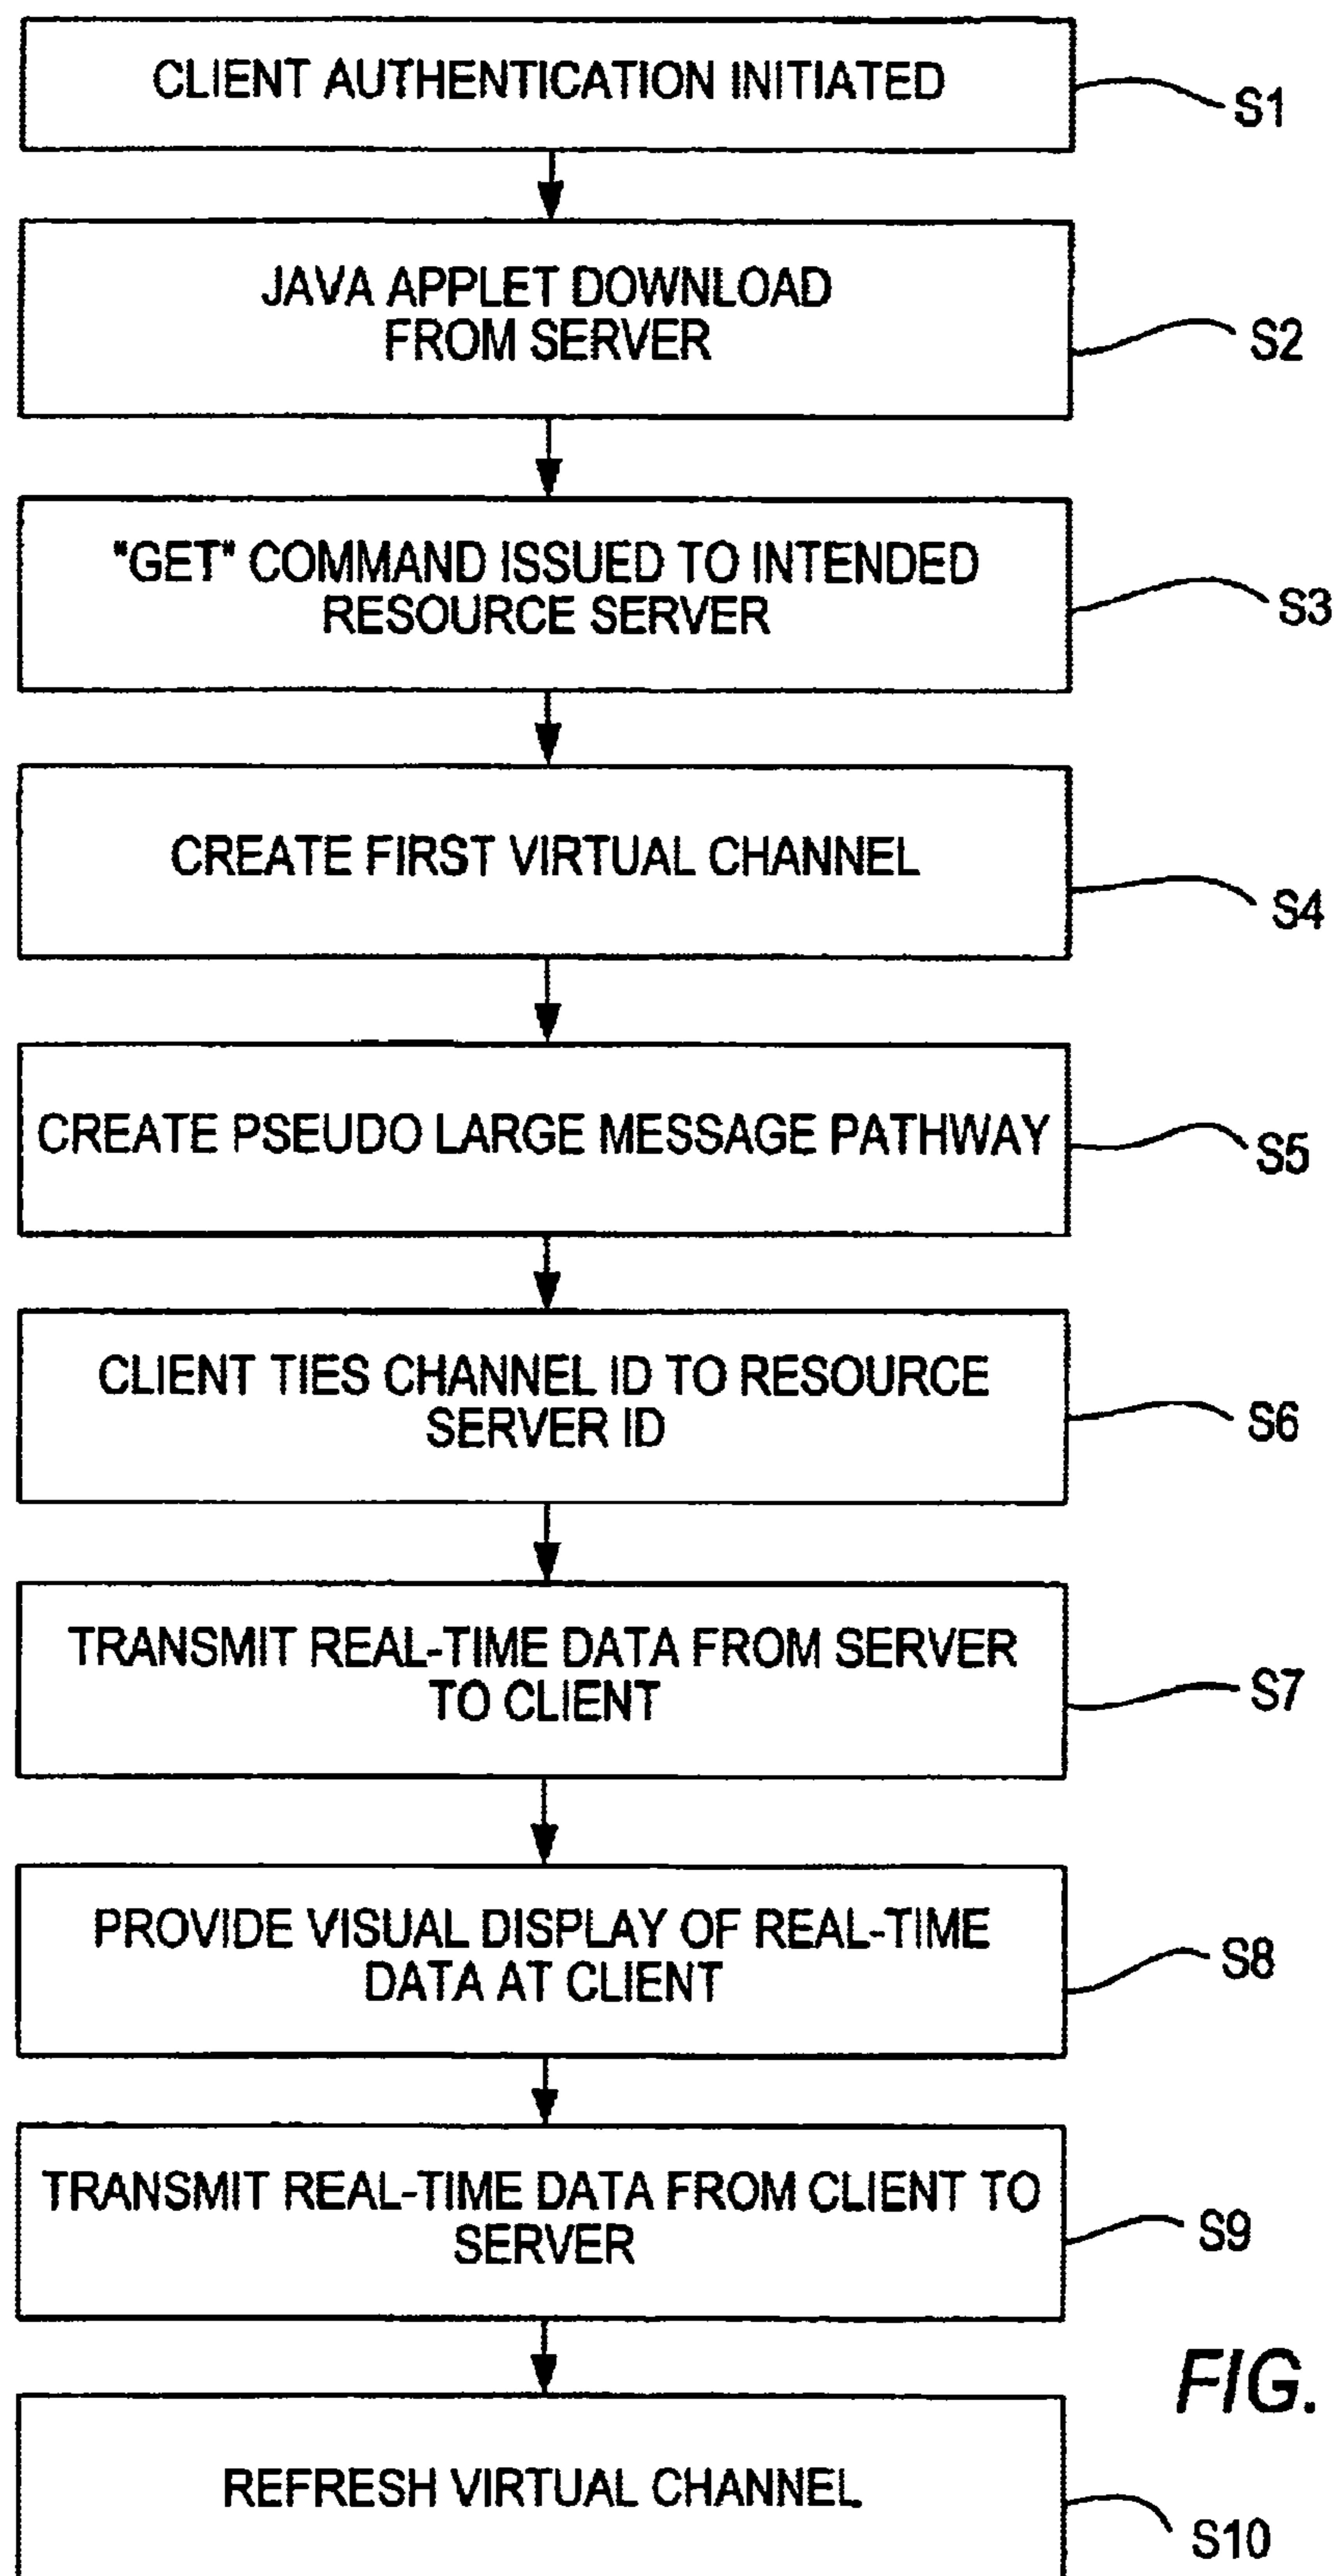 CLIENT AUTHENTICATION INITIATED
S1
JAVA APPLET DOWNLOAD
FROM SERVER
S2
"GET" COMMAND ISSUED TO INTENDED
RESOURCE SERVER
S3
CREATE FIRST VIRTUAL CHANNEL
S4
CREATE PSEUDO LARGE MESSAGE PATHWAY
S5
CLIENT TIES CHANNEL ID TO RESOURCE
SERVER ID
S6
TRANSMIT REAL-TIME DATA FROM SERVER
TO CLIENT
S7
PROVIDE VISUAL DISPLAY OF REAL-TIME
DATA AT CLIENT
S8
TRANSMIT REAL-TIME DATA FROM CLIENT TO
SERVER
S9
FIG.
REFRESH VIRTUAL CHANNEL
S10